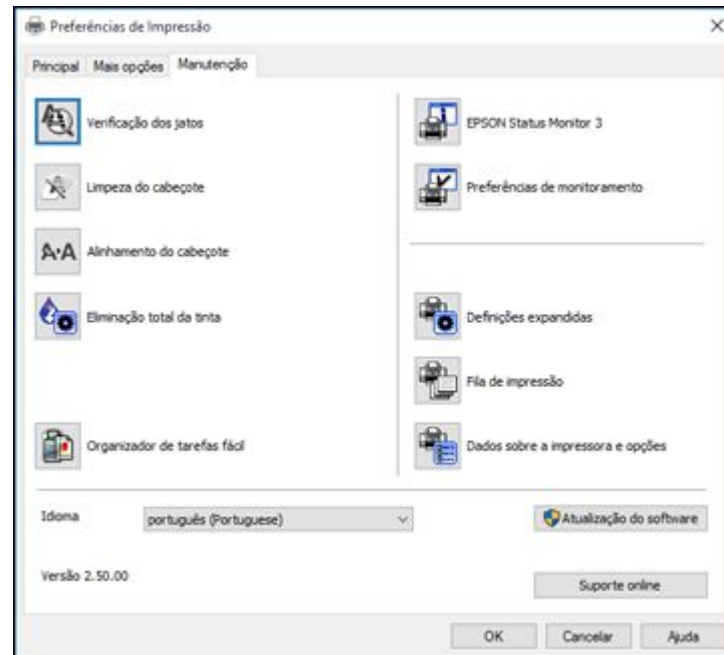 Preferências de Impressão
Principal Mais opções Manutenção
Verificação dos jatos
EPSON Status Monitor 3
Limpeza do cabeçote
Preferências de monitoramento
A·A
Alinhamento do cabeçote
Eliminação total da tinta
Definições expandidas
Fila de impressão
Organizador de tarefas fácil
Dados sobre a impressora e opções
Idioma
português (Portuguese)
Atualização do software
Versão 2.50.00
Suporte online
OK Cancelar Ajuda